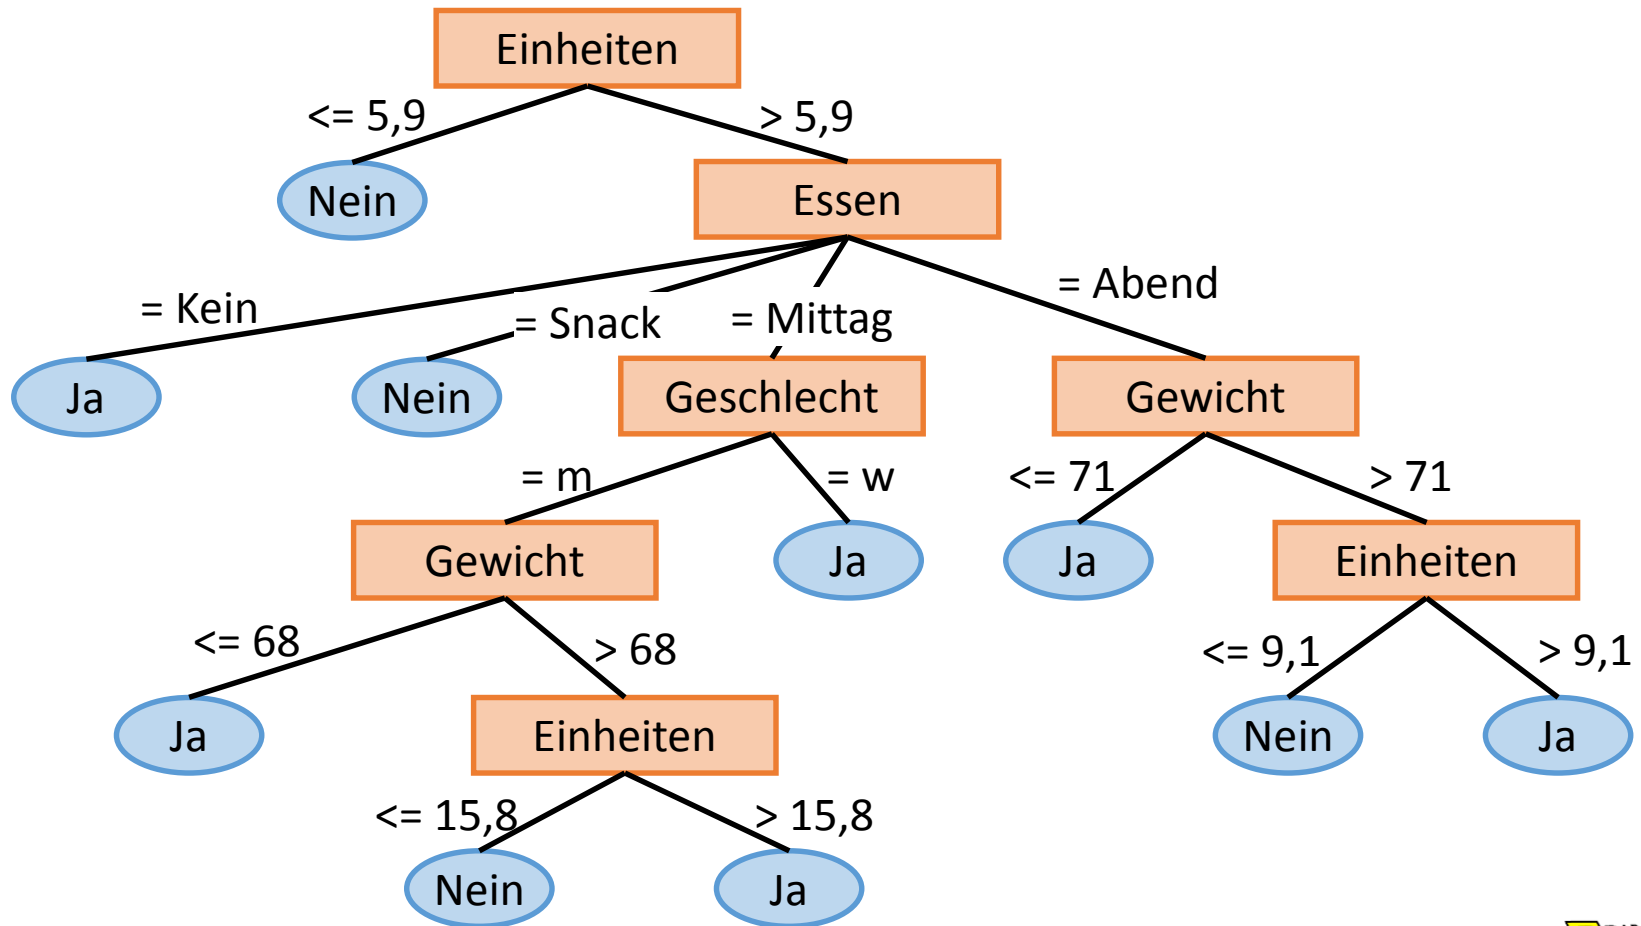 Einheiten
<= 5,9
> 5,9
Nein
Essen
= Kein
= Snack
= Mittag
= Abend
Ja
Nein
Geschlecht
Gewicht
= m
= w
<= 71
> 71
Gewicht
Ja
Ja
Einheiten
<= 68
> 68
<= 9,1
> 9,1
Ja
Einheiten
Nein
Ja
<= 15,8
> 15,8
Nein
Ja